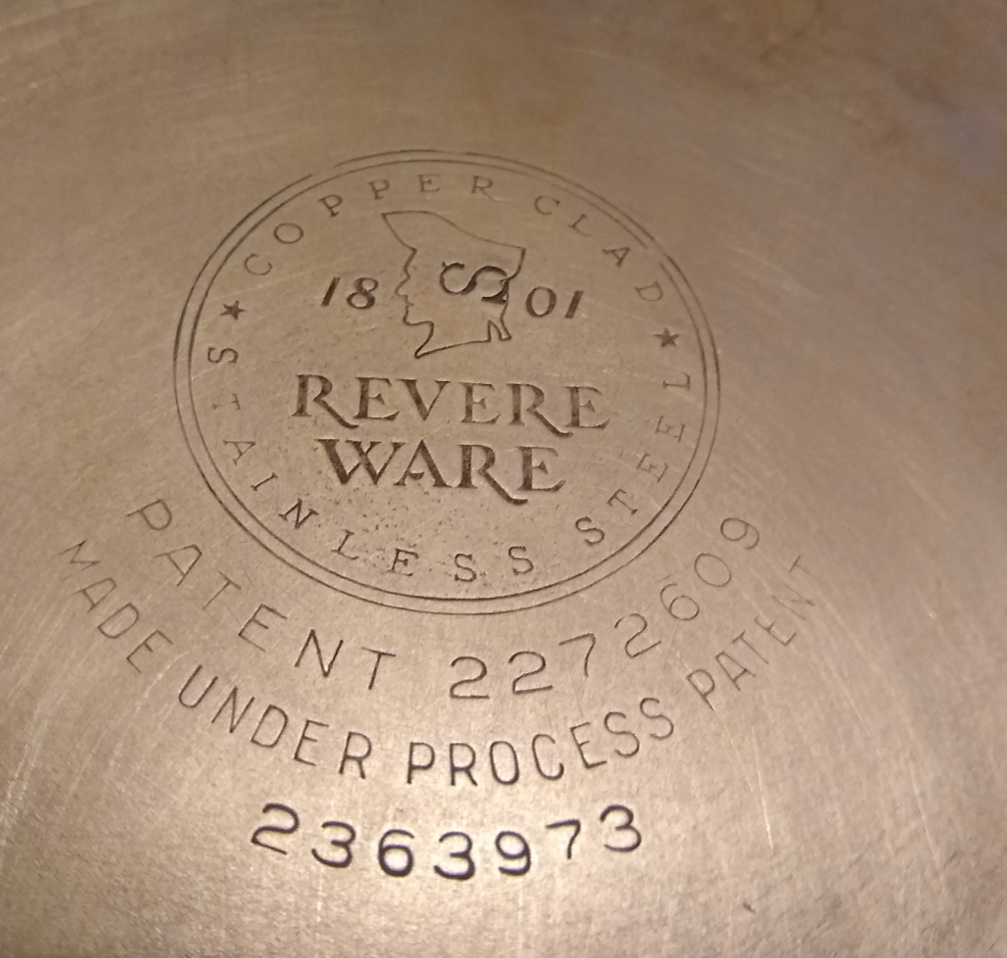 ★ COPPER CLAD ★
STAINLESS STEEL
18 S 01
REVERE
WARE
PATENT 2272609
MADE UNDER PROCESS PATENT
2363973